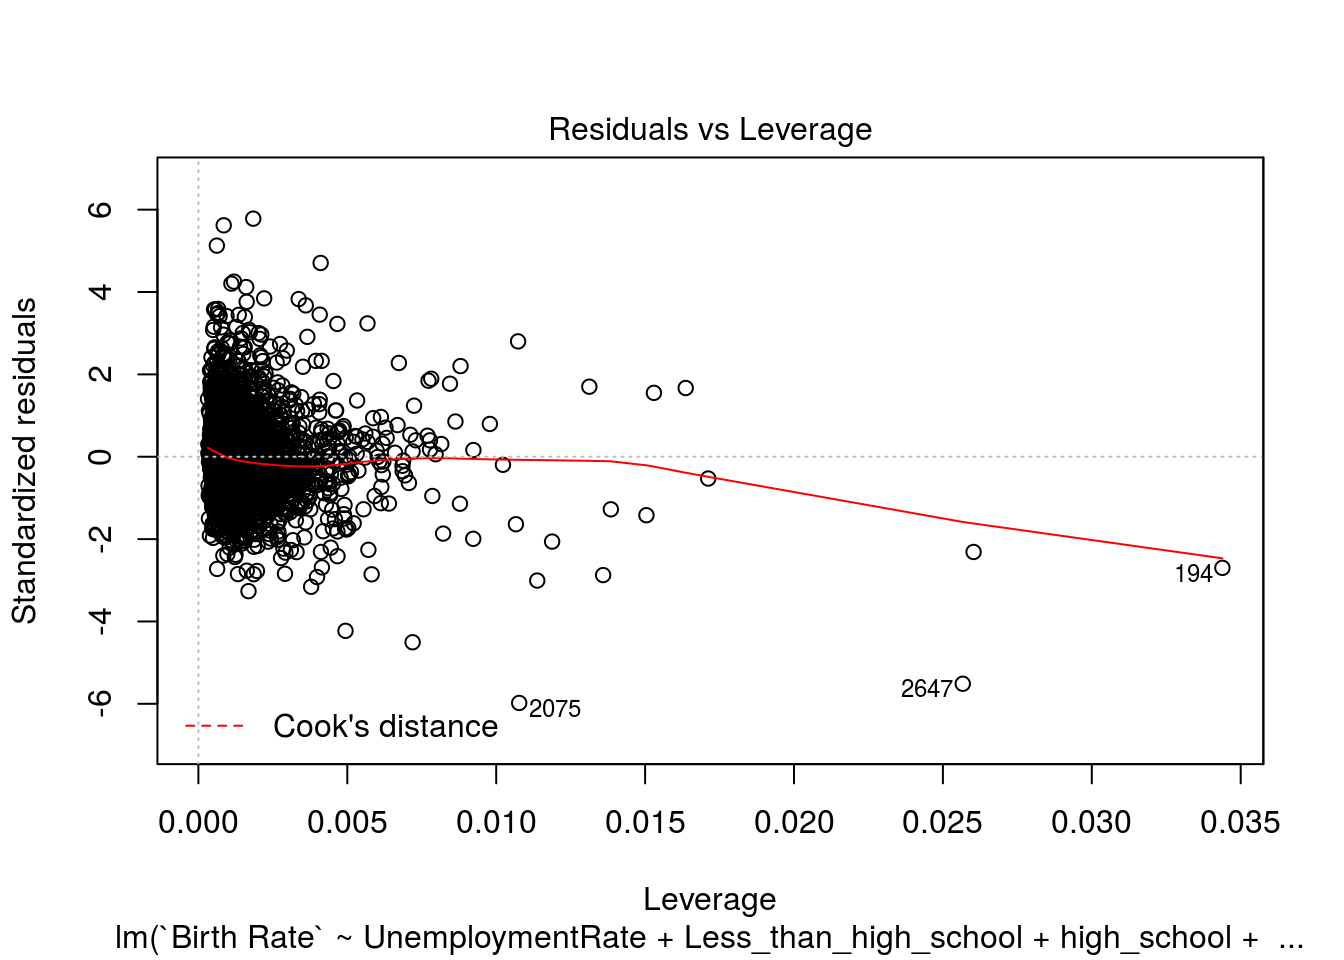 Residuals vs Leverage
Standardized residuals
6
4
2
0
-2
-4
-6
194
2647
2075
Cook's distance
0.000 0.005 0.010 0.015 0.020 0.025 0.030 0.035
Leverage
lm(`Birth Rate` ~ UnemploymentRate + Less_than_high_school + high_school + ...